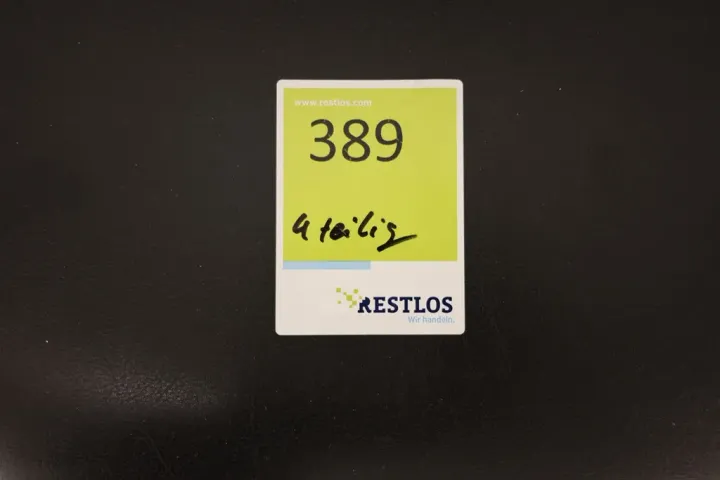 www.restlos.com
389
4 teilig
RESTLOS
Wir handeln.